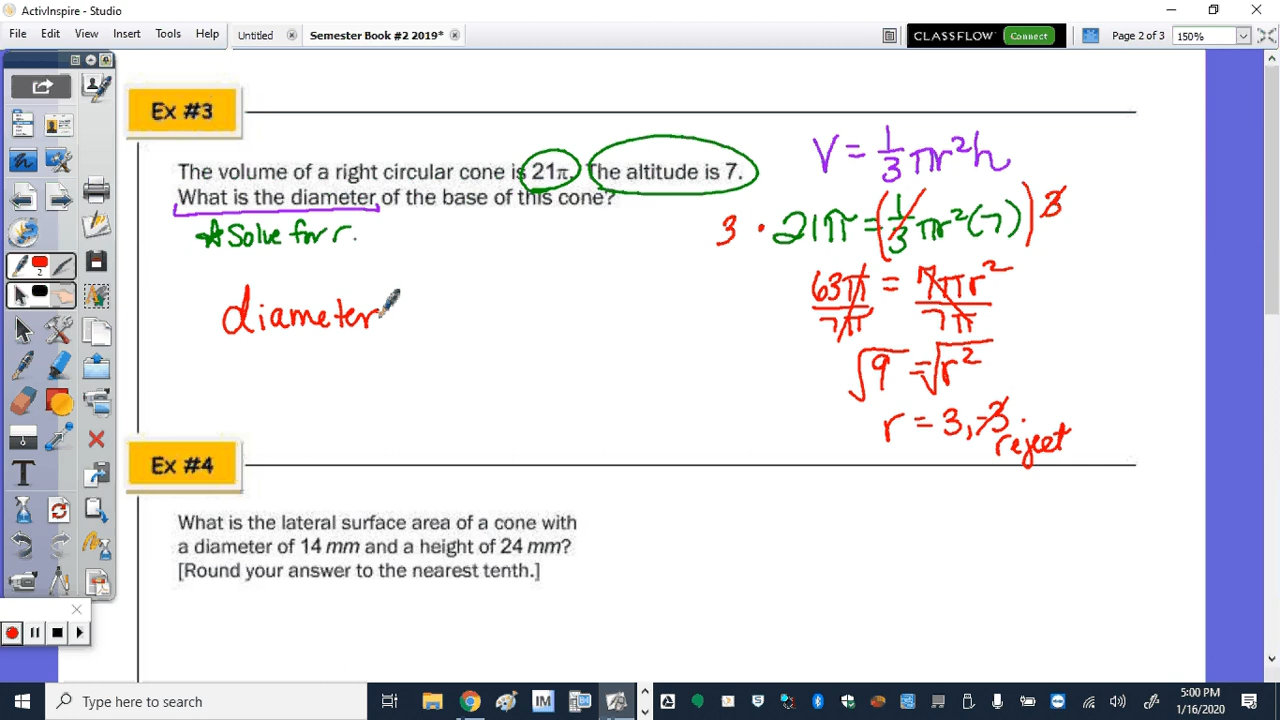 ActivInspire - Studio
File Edit View Insert Tools Help Untitled Semester Book #2 2019* CLASSFLOW Connect Page 2 of 3 150%
Ex #3
The volume of a right circular cone is 21π. The altitude is 7.
What is the diameter of the base of this cone?
☆Solve for r.
diameter
V = 1/3 πr²h
3 · 21π = (1/3 πr²(7)) 3
63π/7π = 7πr²/7π
√9 = √r²
r = 3, -3.
reject
2
T
Ex #4
What is the lateral surface area of a cone with
a diameter of 14 mm and a height of 24 mm?
[Round your answer to the nearest tenth.]
Type here to search
IM
5:00 PM
1/16/2020